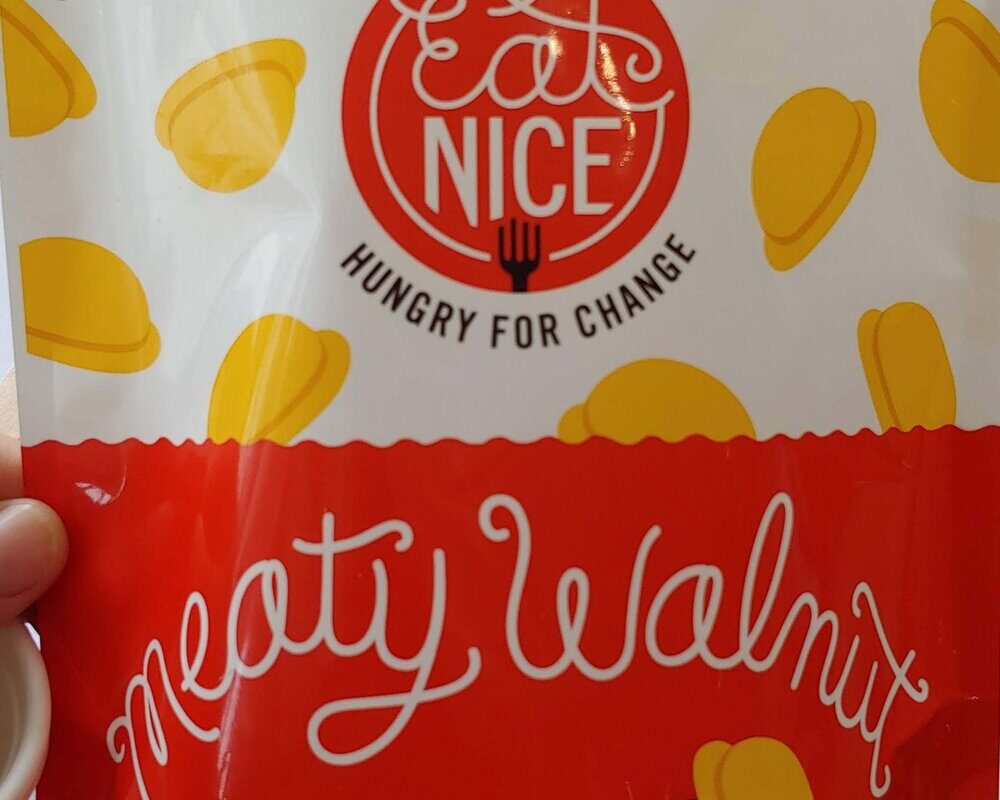 Eat
NICE
HUNGRY FOR CHANGE
Meaty Walnut